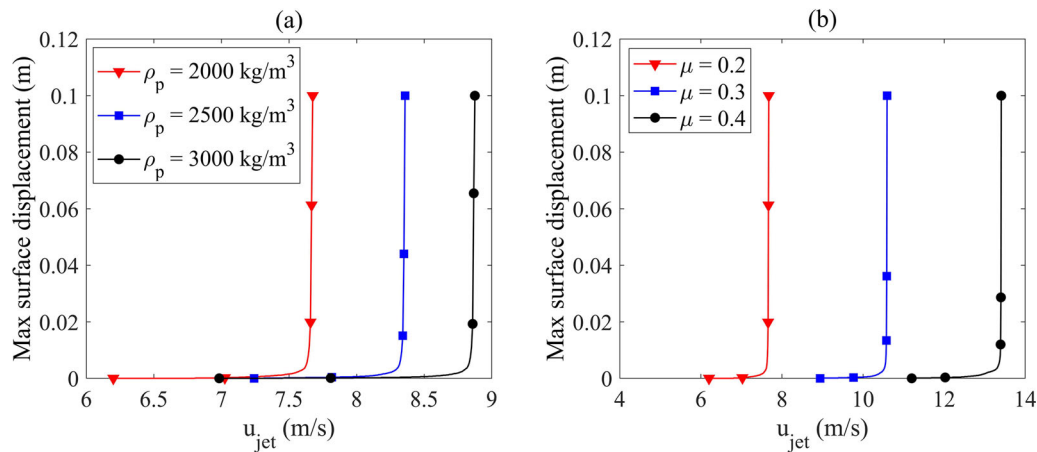 (a)
0.12
0.1
0.08
0.06
0.04
0.02
0
Max surface displacement (m)
ρp = 2000 kg/m³
ρp = 2500 kg/m³
ρp = 3000 kg/m³
6 6.5 7 7.5 8 8.5 9
ujet (m/s)
(b)
0.12
0.1
0.08
0.06
0.04
0.02
0
Max surface displacement (m)
μ = 0.2
μ = 0.3
μ = 0.4
4 6 8 10 12 14
ujet (m/s)